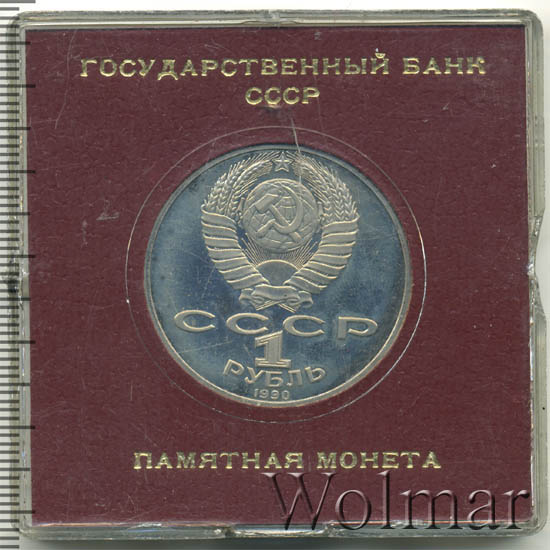 ГОСУДАРСТВЕННЫЙ БАНК
СССР
СССР
1
РУБЛЬ
1990
ПАМЯТНАЯ МОНЕТА
Wolmar